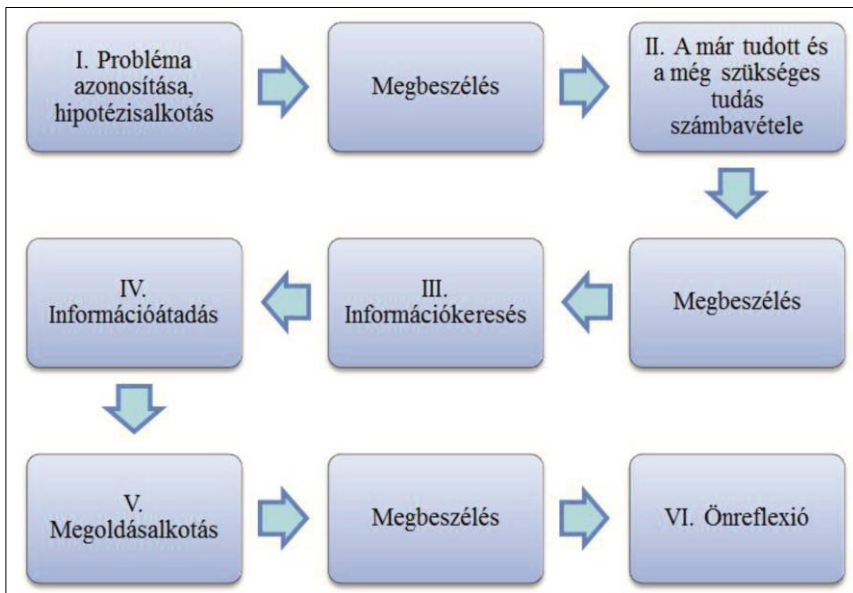 I. Probléma
azonosítása,
hipotézisalkotás
Megbeszélés
II. A már tudott és
a még szükséges
tudás
számbavétele
Megbeszélés
III.
Információkeresés
IV.
Információátadás
V.
Megoldásalkotás
Megbeszélés
VI. Önreflexió